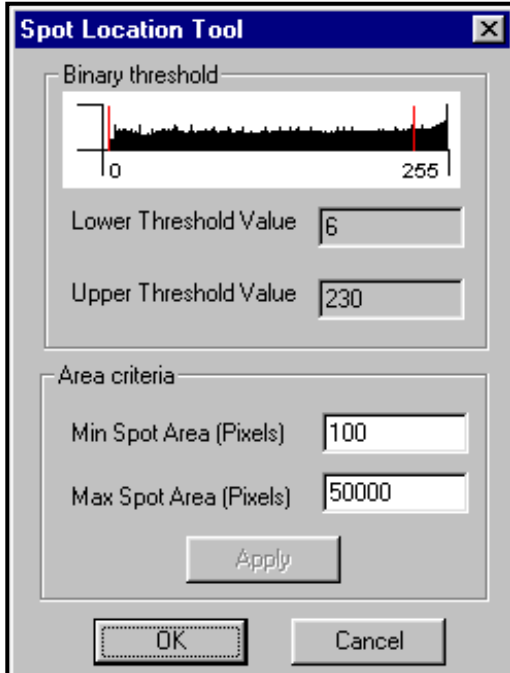 Spot Location Tool
Binary threshold
0 255
Lower Threshold Value 6
Upper Threshold Value 230
Area criteria
Min Spot Area (Pixels) 100
Max Spot Area (Pixels) 50000
Apply
OK Cancel